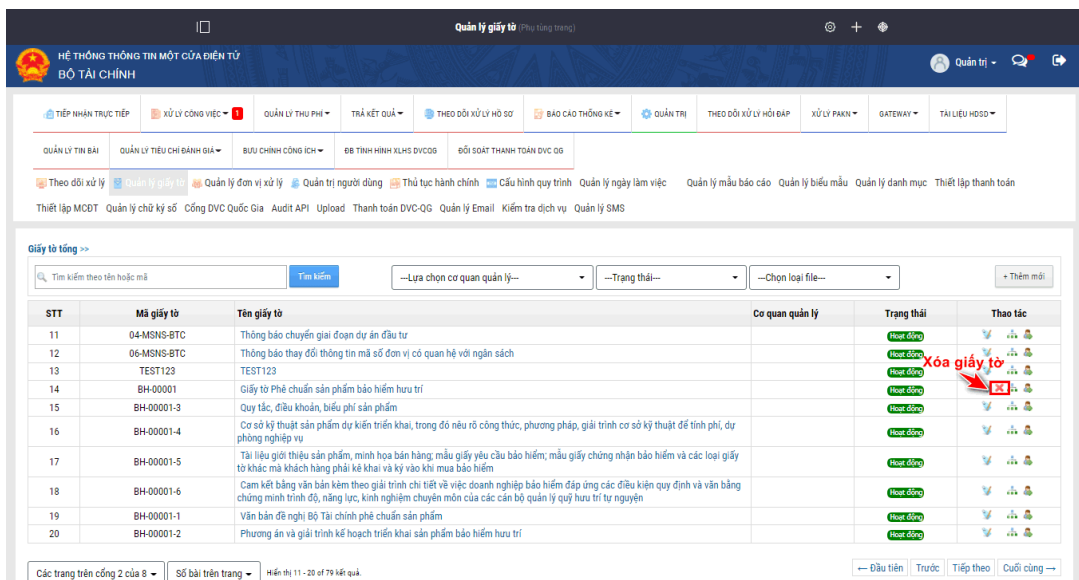 Quản lý giấy tờ (Phụ tùng trang)
HỆ THỐNG THÔNG TIN MỘT CỬA ĐIỆN TỬ
BỘ TÀI CHÍNH
Quản trị
TIẾP NHẬN TRỰC TIẾP XỬ LÝ CÔNG VIỆC 1 QUẢN LÝ THU PHÍ TRẢ KẾT QUẢ THEO DÕI XỬ LÝ HỒ SƠ BÁO CÁO THỐNG KÊ QUẢN TRỊ THEO DÕI XỬ LÝ HỎI ĐÁP XỬ LÝ PAKN GATEWAY TÀI LIỆU HDSD
QUẢN LÝ TIN BÀI QUẢN LÝ TIÊU CHÍ ĐÁNH GIÁ BƯU CHÍNH CÔNG ÍCH ĐB TÌNH HÌNH XLHS DVCQG ĐỐI SOÁT THANH TOÁN DVC QG
Theo dõi xử lý Quản lý giấy tờ Quản lý đơn vị xử lý Quản trị người dùng Thủ tục hành chính Cấu hình quy trình Quản lý ngày làm việc Quản lý mẫu báo cáo Quản lý biểu mẫu Quản lý danh mục Thiết lập thanh toán
Thiết lập MCĐT Quản lý chữ ký số Cổng DVC Quốc Gia Audit API Upload Thanh toán DVC-QG Quản lý Email Kiểm tra dịch vụ Quản lý SMS
Giấy tờ tổng >>
Tìm kiếm theo tên hoặc mã Tìm kiếm ---Lựa chọn cơ quan quản lý--- ---Trạng thái--- ---Chọn loại file--- + Thêm mới
STT Mã giấy tờ Tên giấy tờ Cơ quan quản lý Trạng thái Thao tác
11 04-MSNS-BTC Thông báo chuyển giai đoạn dự án đầu tư Hoạt động
12 06-MSNS-BTC Thông báo thay đổi thông tin mã số đơn vị có quan hệ với ngân sách Hoạt động
Xóa giấy tờ
13 TEST123 TEST123 Hoạt động
14 BH-00001 Giấy tờ Phê chuẩn sản phẩm bảo hiểm hưu trí Hoạt động
15 BH-00001-3 Quy tắc, điều khoản, biểu phí sản phẩm Hoạt động
16 BH-00001-4 Cơ sở kỹ thuật sản phẩm dự kiến triển khai, trong đó nêu rõ công thức, phương pháp, giải trình cơ sở kỹ thuật để tính phí, dự Hoạt động
phòng nghiệp vụ
17 BH-00001-5 Tài liệu giới thiệu sản phẩm, minh họa bán hàng; mẫu giấy yêu cầu bảo hiểm; mẫu giấy chứng nhận bảo hiểm và các loại giấy Hoạt động
tờ khác mà khách hàng phải kê khai và ký vào khi mua bảo hiểm
18 BH-00001-6 Cam kết bằng văn bản kèm theo giải trình chi tiết về việc doanh nghiệp bảo hiểm đáp ứng các điều kiện quy định và văn bằng Hoạt động
chứng minh trình độ, năng lực, kinh nghiệm chuyên môn của các cán bộ quản lý quỹ hưu trí tự nguyện
19 BH-00001-1 Văn bản đề nghị Bộ Tài chính phê chuẩn sản phẩm Hoạt động
20 BH-00001-2 Phương án và giải trình kế hoạch triển khai sản phẩm bảo hiểm hưu trí Hoạt động
Các trang trên cổng 2 của 8 Số bài trên trang Hiển thị 11 - 20 of 79 kết quả. ← Đầu tiên Trước Tiếp theo Cuối cùng →